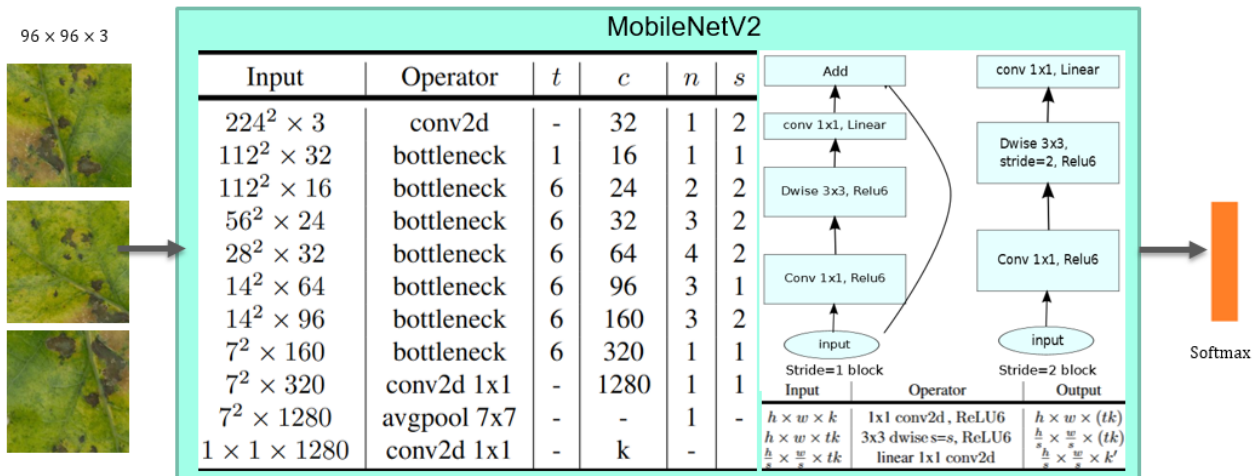 96 × 96 × 3
MobileNetV2
Input Operator t c n s
224² × 3 conv2d - 32 1 2
112² × 32 bottleneck 1 16 1 1
112² × 16 bottleneck 6 24 2 2
56² × 24 bottleneck 6 32 3 2
28² × 32 bottleneck 6 64 4 2
14² × 64 bottleneck 6 96 3 1
14² × 96 bottleneck 6 160 3 2
7² × 160 bottleneck 6 320 1 1
7² × 320 conv2d 1x1 - 1280 1 1
7² × 1280 avgpool 7x7 - - 1 -
1 × 1 × 1280 conv2d 1x1 - k -
Add
conv 1x1, Linear
Dwise 3x3, Relu6
Conv 1x1, Relu6
input
Stride=1 block
conv 1x1, Linear
Dwise 3x3,
stride=2, Relu6
Conv 1x1, Relu6
input
Stride=2 block
Input Operator Output
h × w × k 1x1 conv2d , ReLU6 h × w × (tk)
h × w × tk 3x3 dwise s=s, ReLU6 h/s × w/s × (tk)
h/s × w/s × tk linear 1x1 conv2d h/s × w/s × k′
Softmax